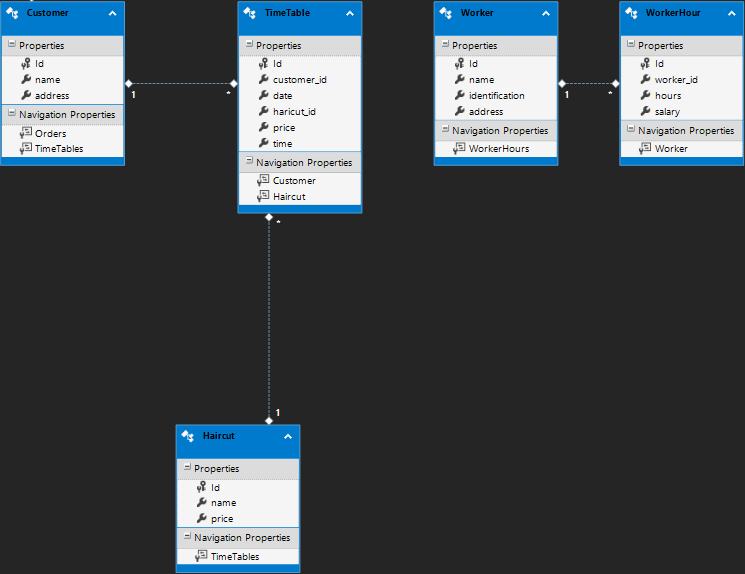 Customer
Properties
Id
name
address
Navigation Properties
Orders
TimeTables
1
*
TimeTable
Properties
Id
customer_id
date
haricut_id
price
time
Navigation Properties
Customer
Haircut
*
1
Worker
Properties
Id
name
identification
address
Navigation Properties
WorkerHours
1
*
WorkerHour
Properties
Id
worker_id
hours
salary
Navigation Properties
Worker
Haircut
Properties
Id
name
price
Navigation Properties
TimeTables